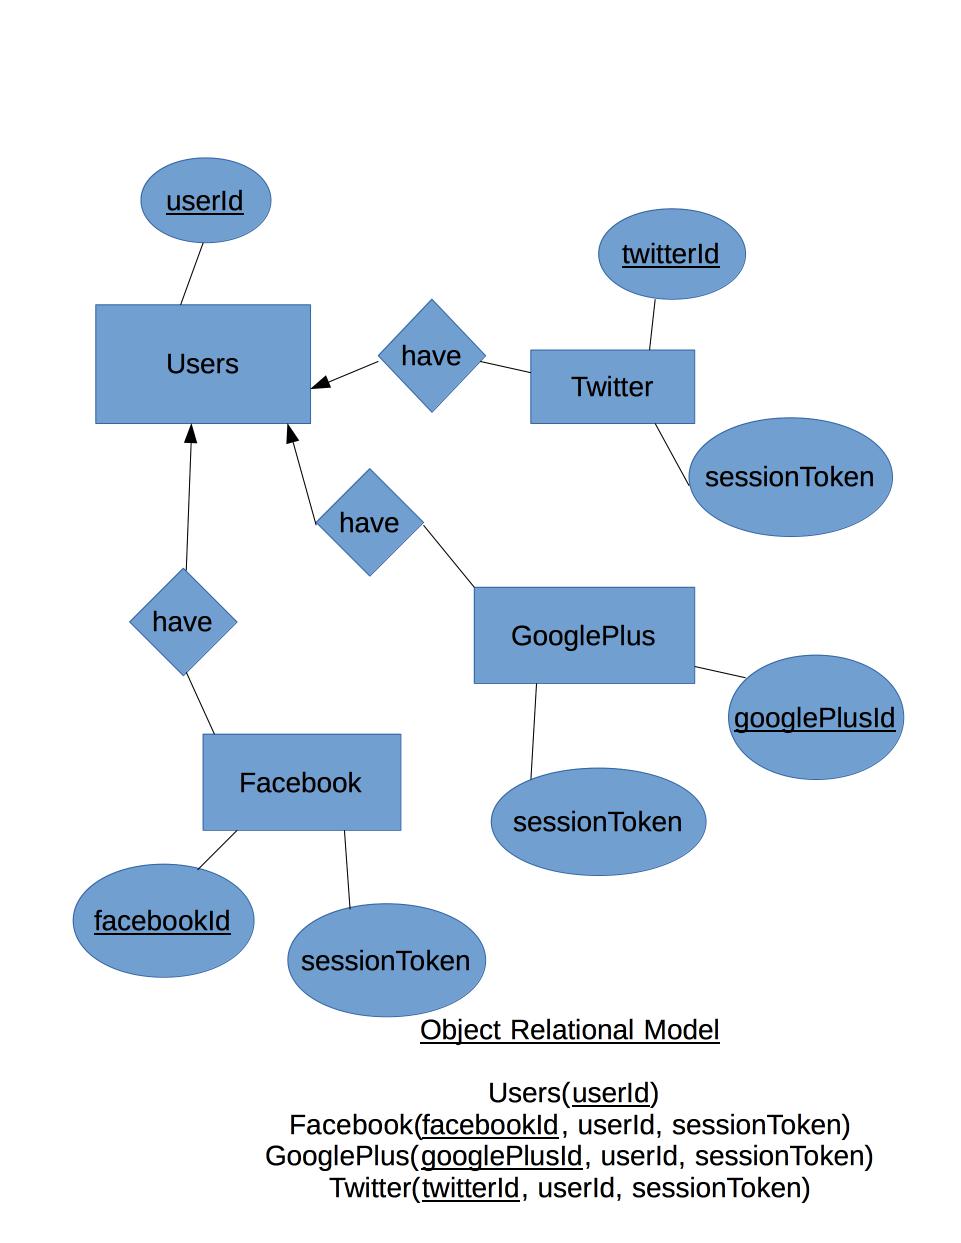 userId
twitterId
Users
have
Twitter
sessionToken
have
have
GooglePlus
googlePlusId
Facebook
sessionToken
facebookId
sessionToken
Object Relational Model
Users(userId)
Facebook(facebookId, userId, sessionToken)
GooglePlus(googlePlusId, userId, sessionToken)
Twitter(twitterId, userId, sessionToken)